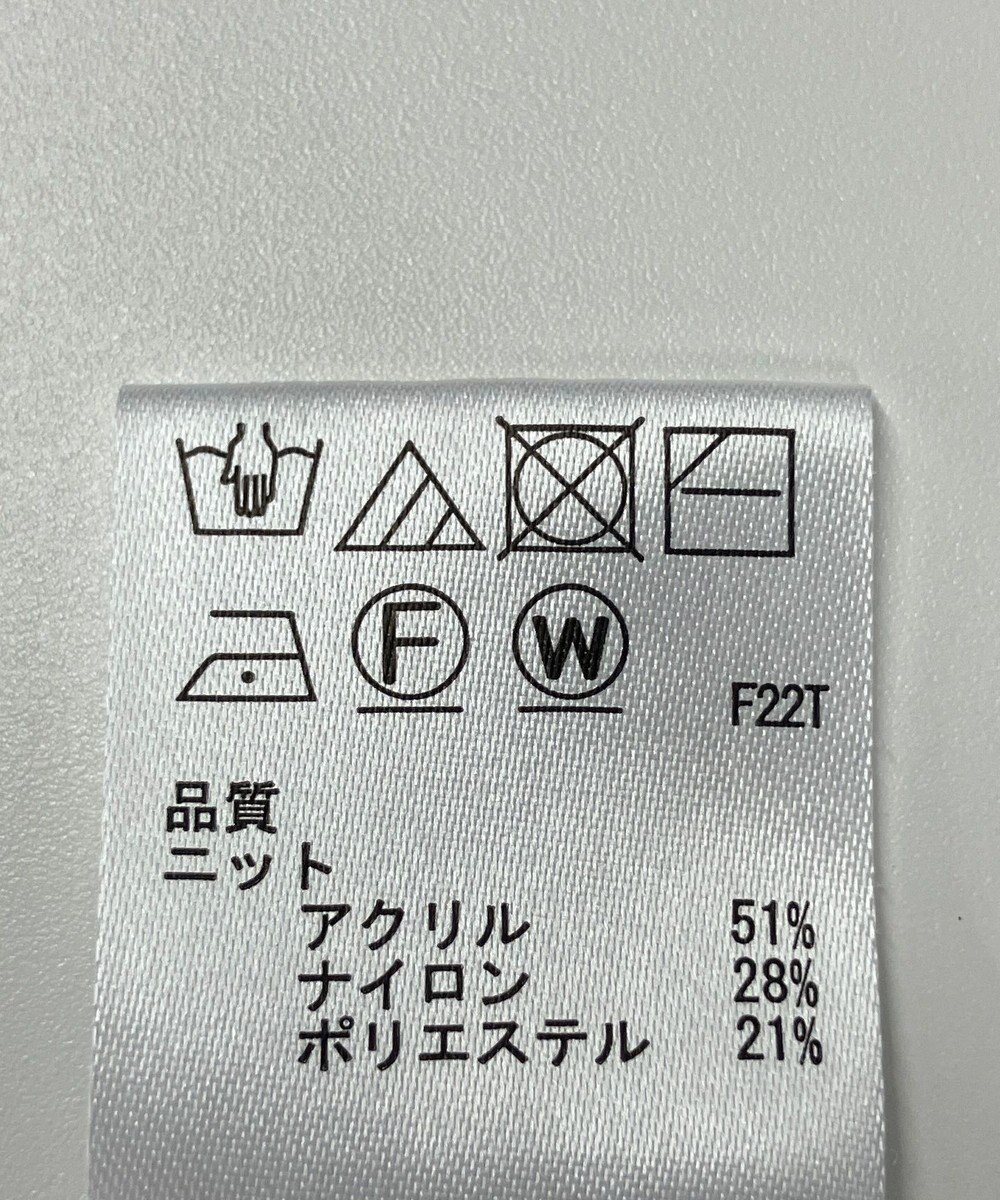 F W
F22T
品質
ニット
アクリル 51%
ナイロン 28%
ポリエステル 21%